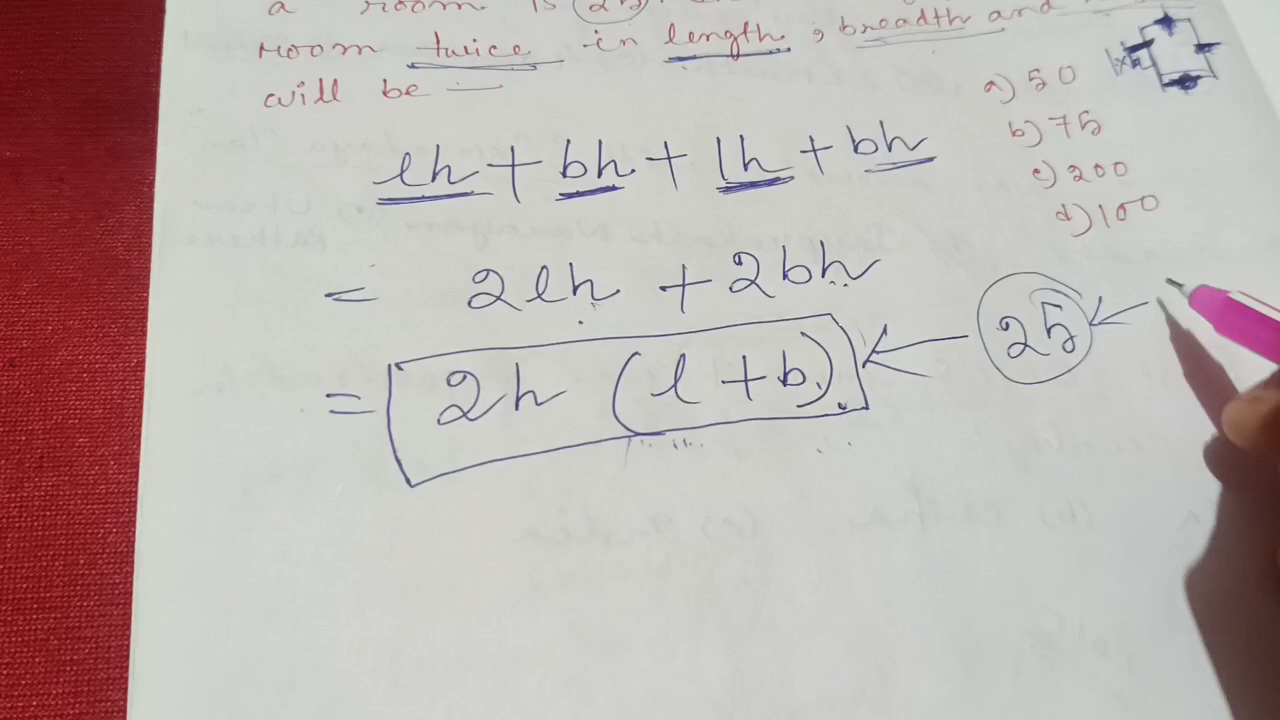 a room is 25.
room twice in length, breadth and
will be —
a) 50
b) 75
c) 200
d) 100
lh + bh + lh + bh
= 2lh + 2bh
= 2h (l + b) ← 25 ←